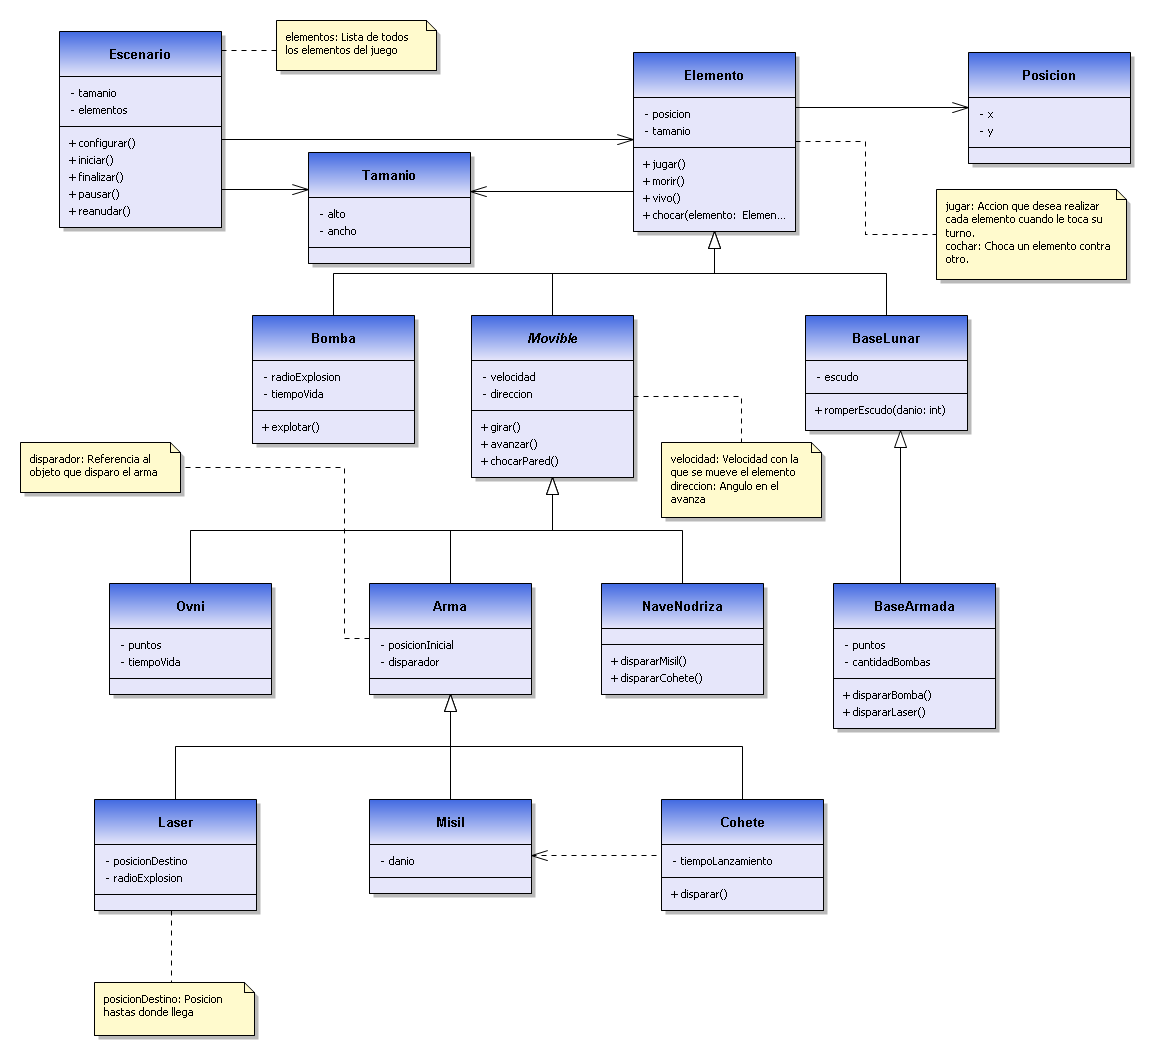 Escenario
- tamanio
- elementos
+ configurar()
+ iniciar()
+ finalizar()
+ pausar()
+ reanudar()
elementos: Lista de todos
los elementos del juego
Elemento
- posicion
- tamanio
+ jugar()
+ morir()
+ vivo()
+ chocar(elemento: Elemen...
Posicion
- x
- y
Tamanio
- alto
- ancho
jugar: Accion que desea realizar
cada elemento cuando le toca su
turno.
cochar: Choca un elemento contra
otro.
Bomba
- radioExplosion
- tiempoVida
+ explotar()
Movible
- velocidad
- direccion
+ girar()
+ avanzar()
+ chocarPared()
BaseLunar
- escudo
+ romperEscudo(danio: int)
disparador: Referencia al
objeto que disparo el arma
velocidad: Velocidad con la
que se mueve el elemento
direccion: Angulo en el
avanza
Ovni
- puntos
- tiempoVida
Arma
- posicionInicial
- disparador
NaveNodriza
+ dispararMisil()
+ dispararCohete()
BaseArmada
- puntos
- cantidadBombas
+ dispararBomba()
+ dispararLaser()
Laser
- posicionDestino
- radioExplosion
Misil
- danio
Cohete
- tiempoLanzamiento
+ disparar()
posicionDestino: Posicion
hastas donde llega